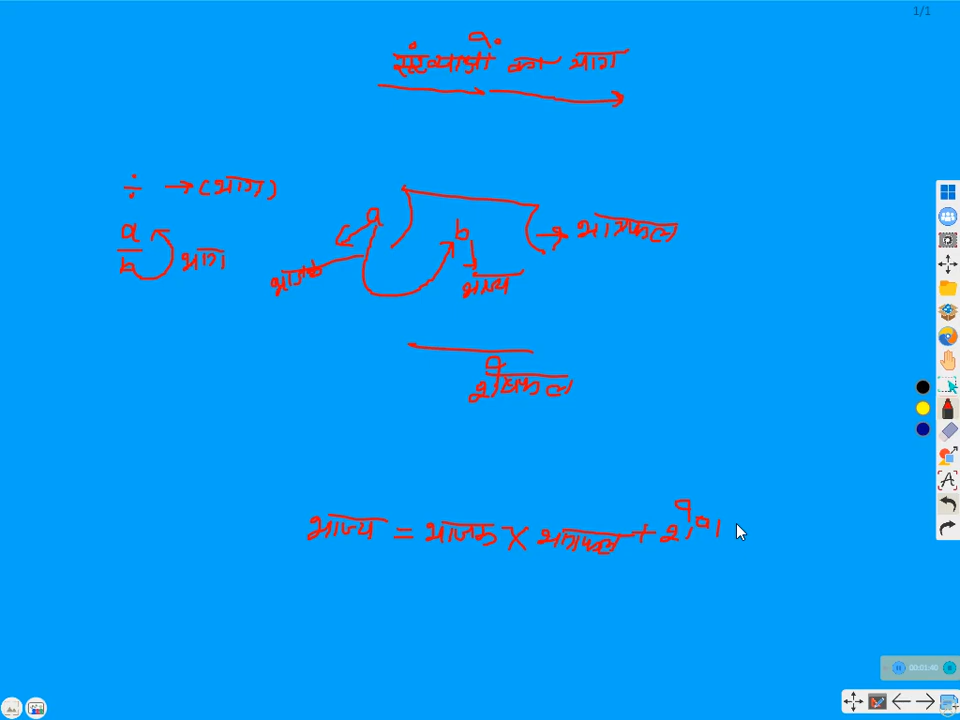 1/1
संख्याओं का भाग
÷ → (भाग)
a/b भाग
a b → भागफल
भाजक
भाज्य
शेषफल
भाज्य = भाजक × भागफल + शेष
00:01:40